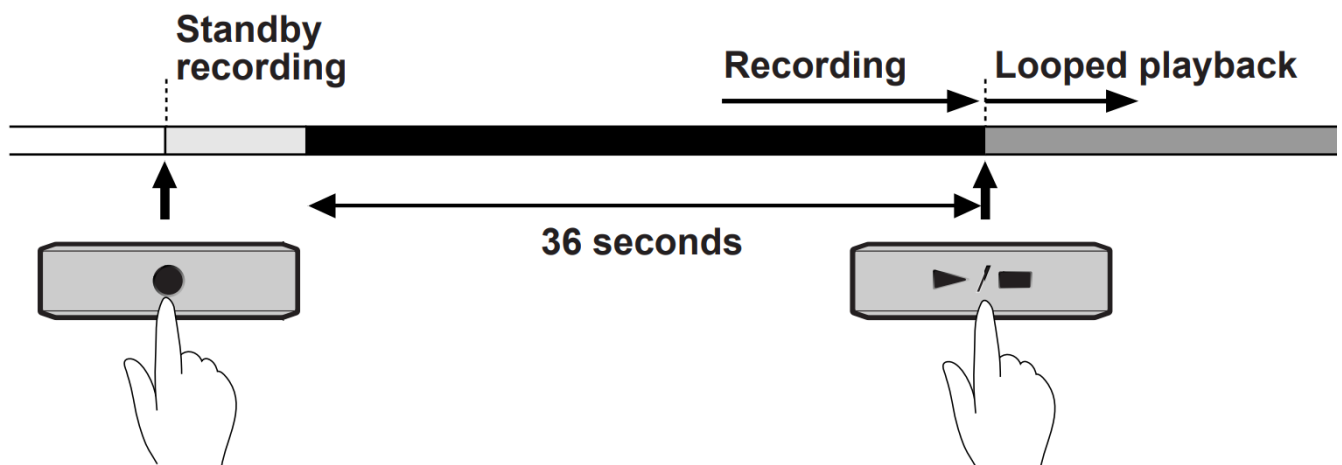 Standby
recording
Recording
Looped playback
36 seconds